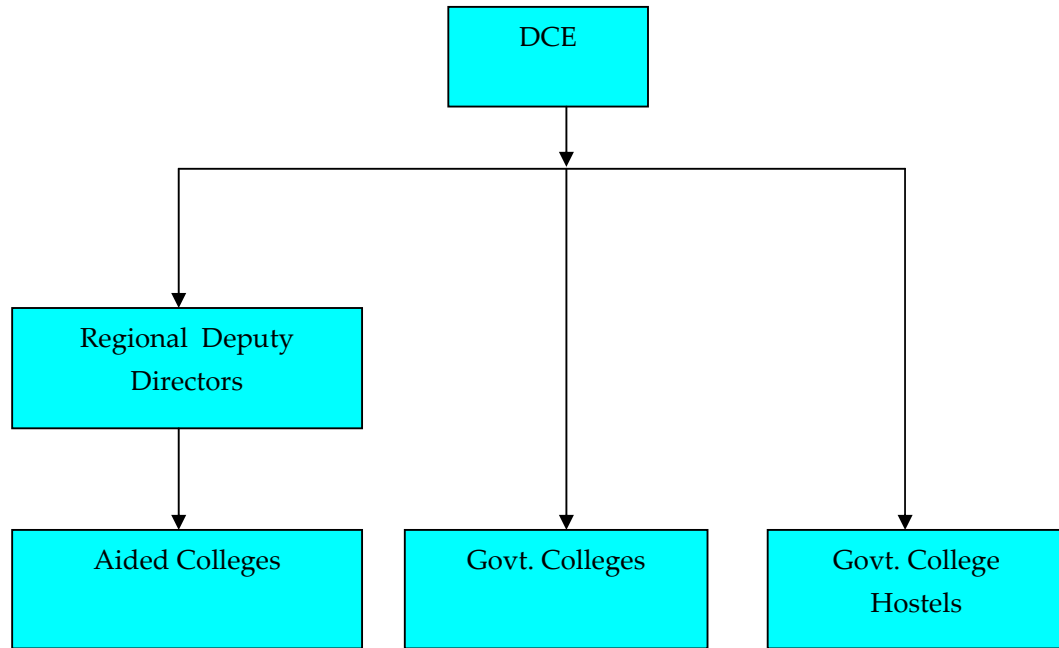 DCE
Regional Deputy
Directors
Aided Colleges
Govt. Colleges
Govt. College
Hostels